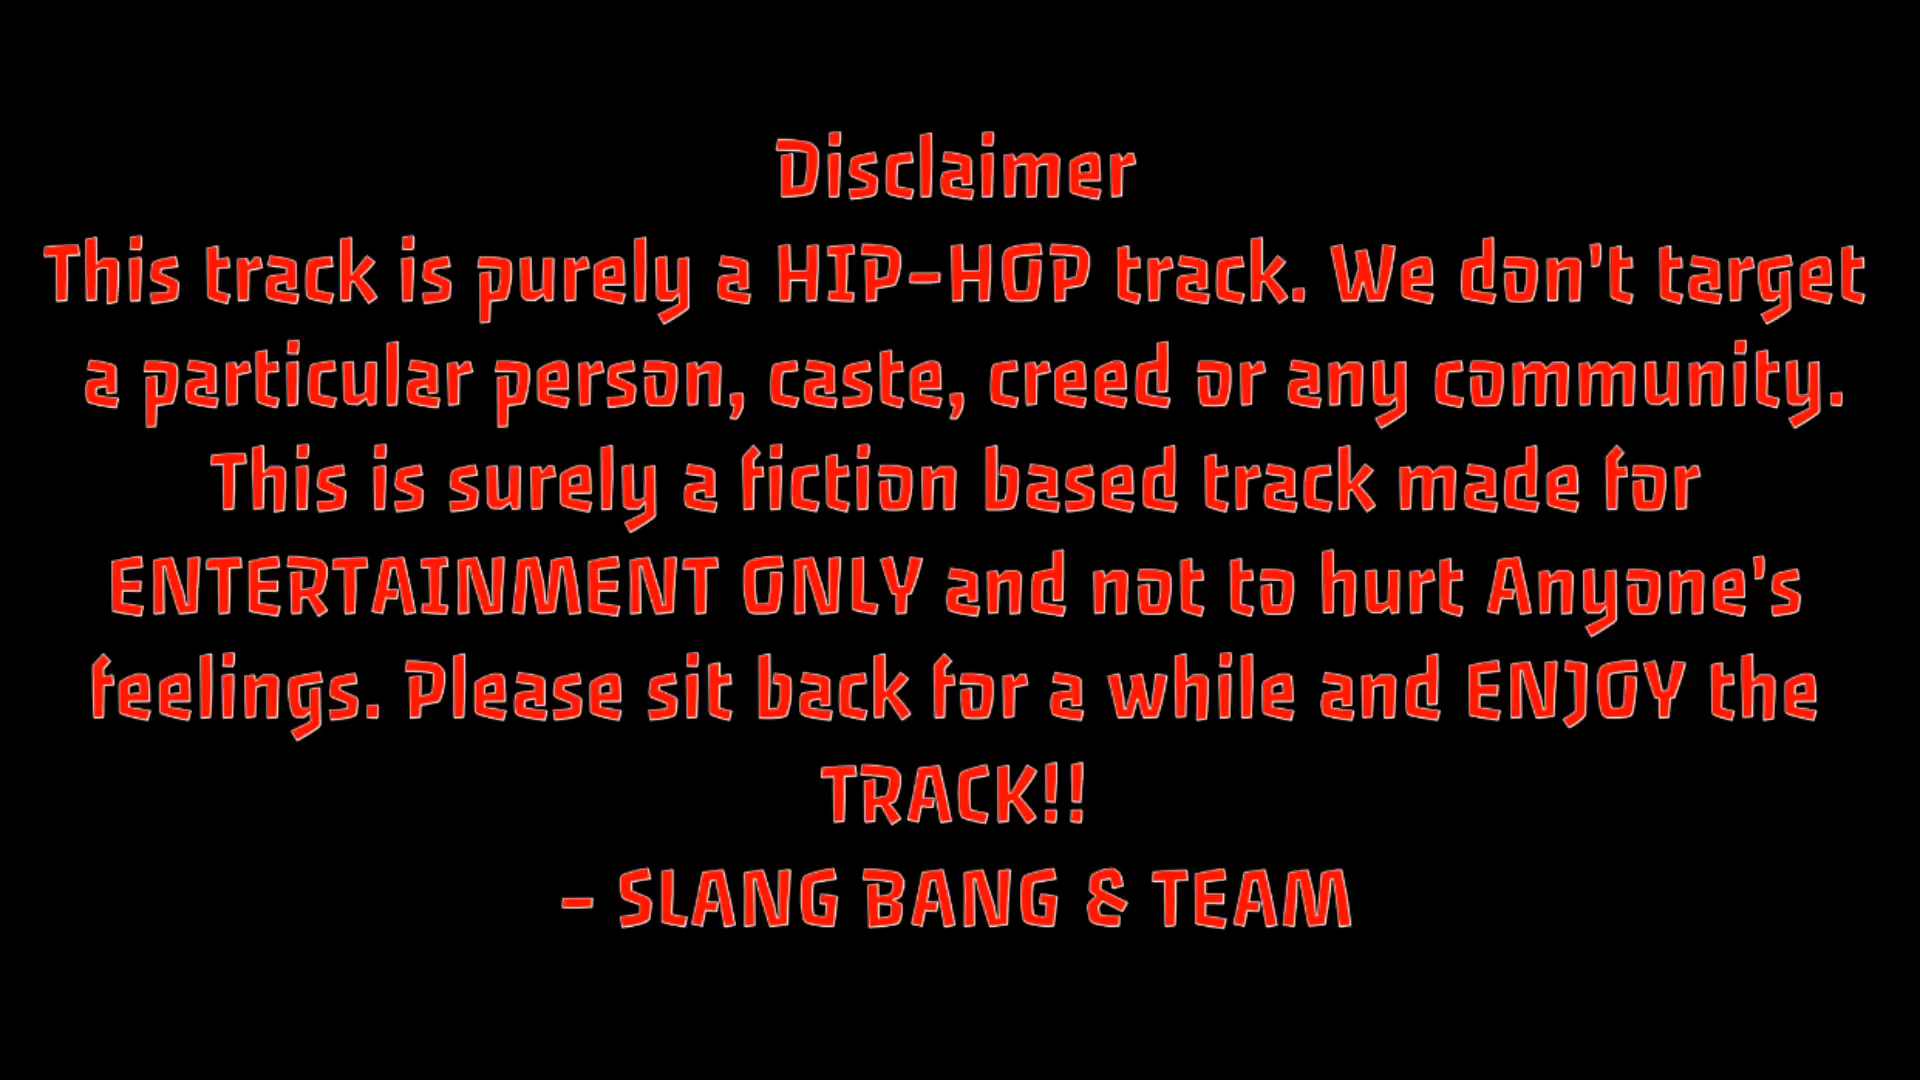 Disclaimer
This track is purely a HIP-HOP track. We don't target
a particular person, caste, creed or any community.
This is surely a fiction based track made for
ENTERTAINMENT ONLY and not to hurt Anyone's
feelings. Please sit back for a while and ENJOY the
TRACK!!
- SLANG BANG & TEAM